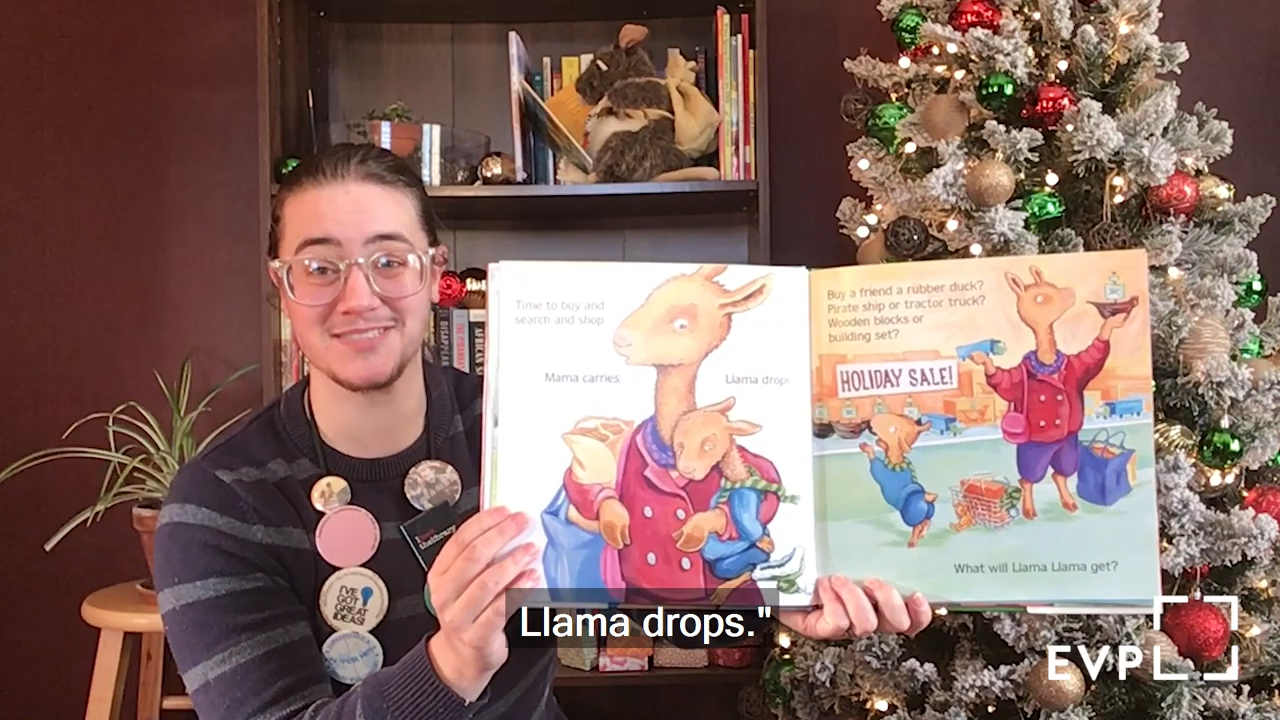 Time to buy and
search and shop
Mama carries.
Llama drops.
Buy a friend a rubber duck?
Pirate ship or tractor truck?
Wooden blocks or
building set?
HOLIDAY SALE!
What will Llama Llama get?
I'VE
GOT
GREAT
IDEAS!
thelibrary
DISAPPEAR
Llama drops."
EVPL